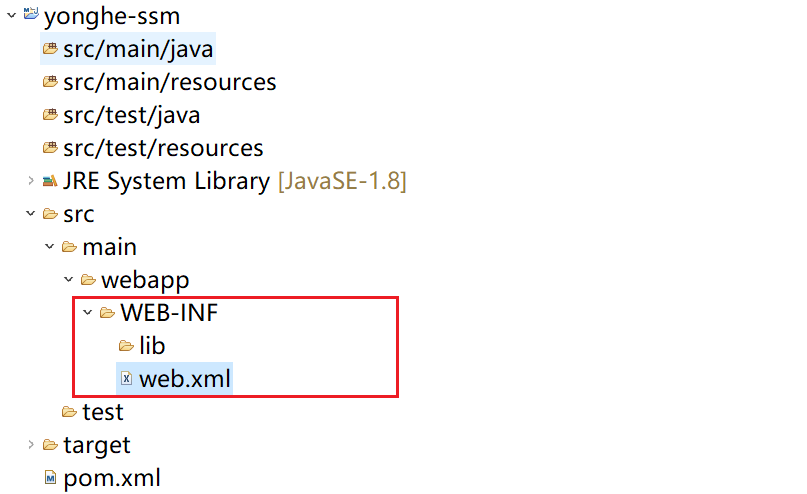 yonghe-ssm
src/main/java
src/main/resources
src/test/java
src/test/resources
JRE System Library [JavaSE-1.8]
src
main
webapp
WEB-INF
lib
web.xml
test
target
pom.xml